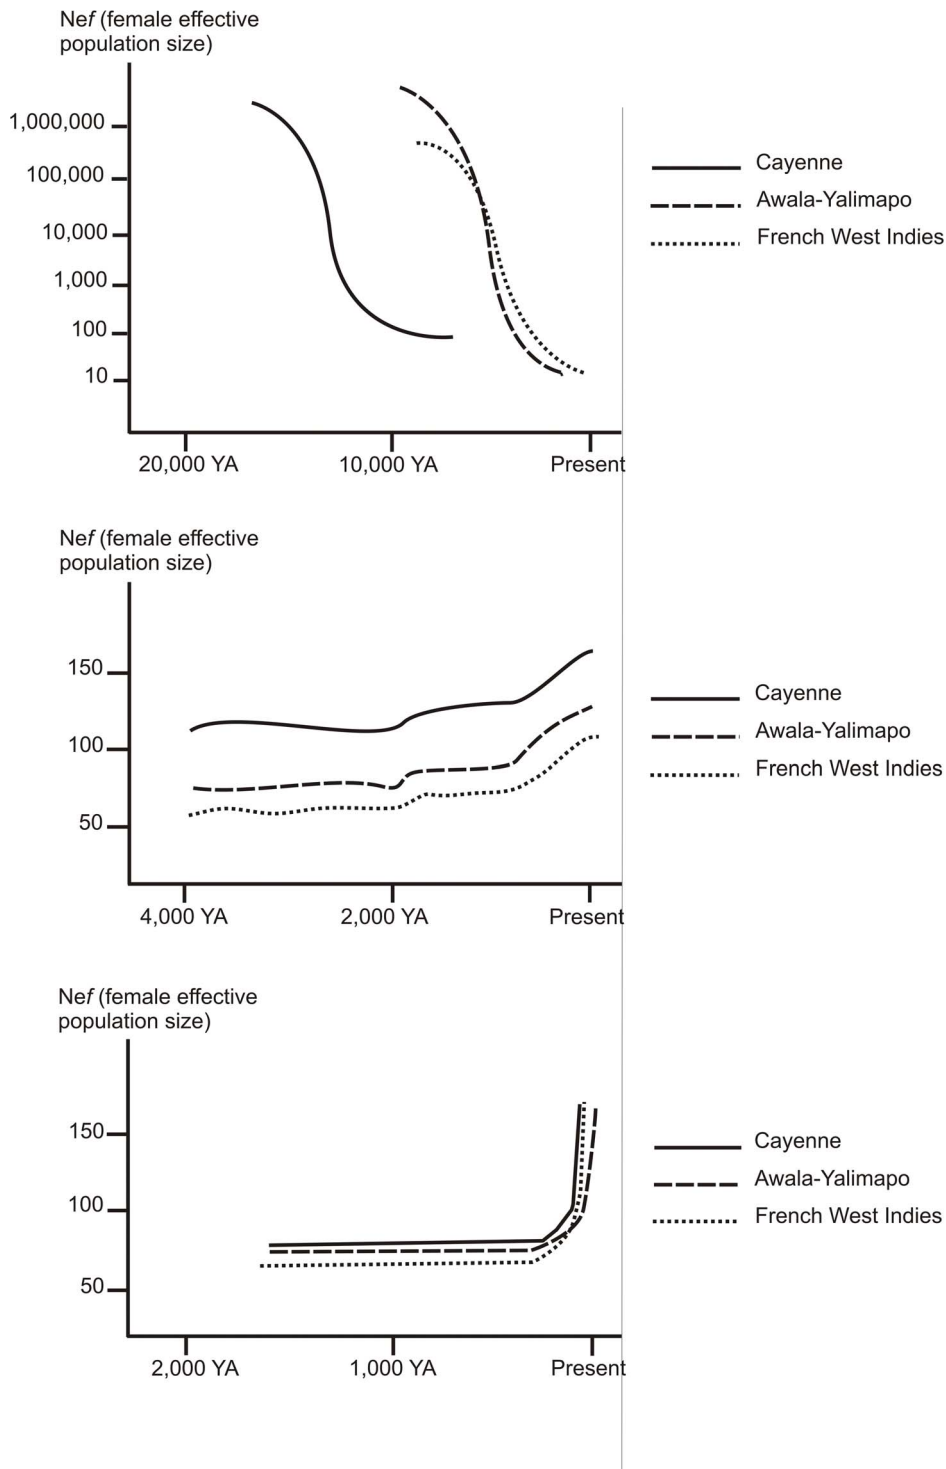 Nef (female effective
population size)
1,000,000
100,000
10,000
1,000
100
10
20,000 YA
10,000 YA
Present
Cayenne
Awala-Yalimapo
French West Indies
Nef (female effective
population size)
150
100
50
4,000 YA
2,000 YA
Present
Cayenne
Awala-Yalimapo
French West Indies
Nef (female effective
population size)
150
100
50
2,000 YA
1,000 YA
Present
Cayenne
Awala-Yalimapo
French West Indies